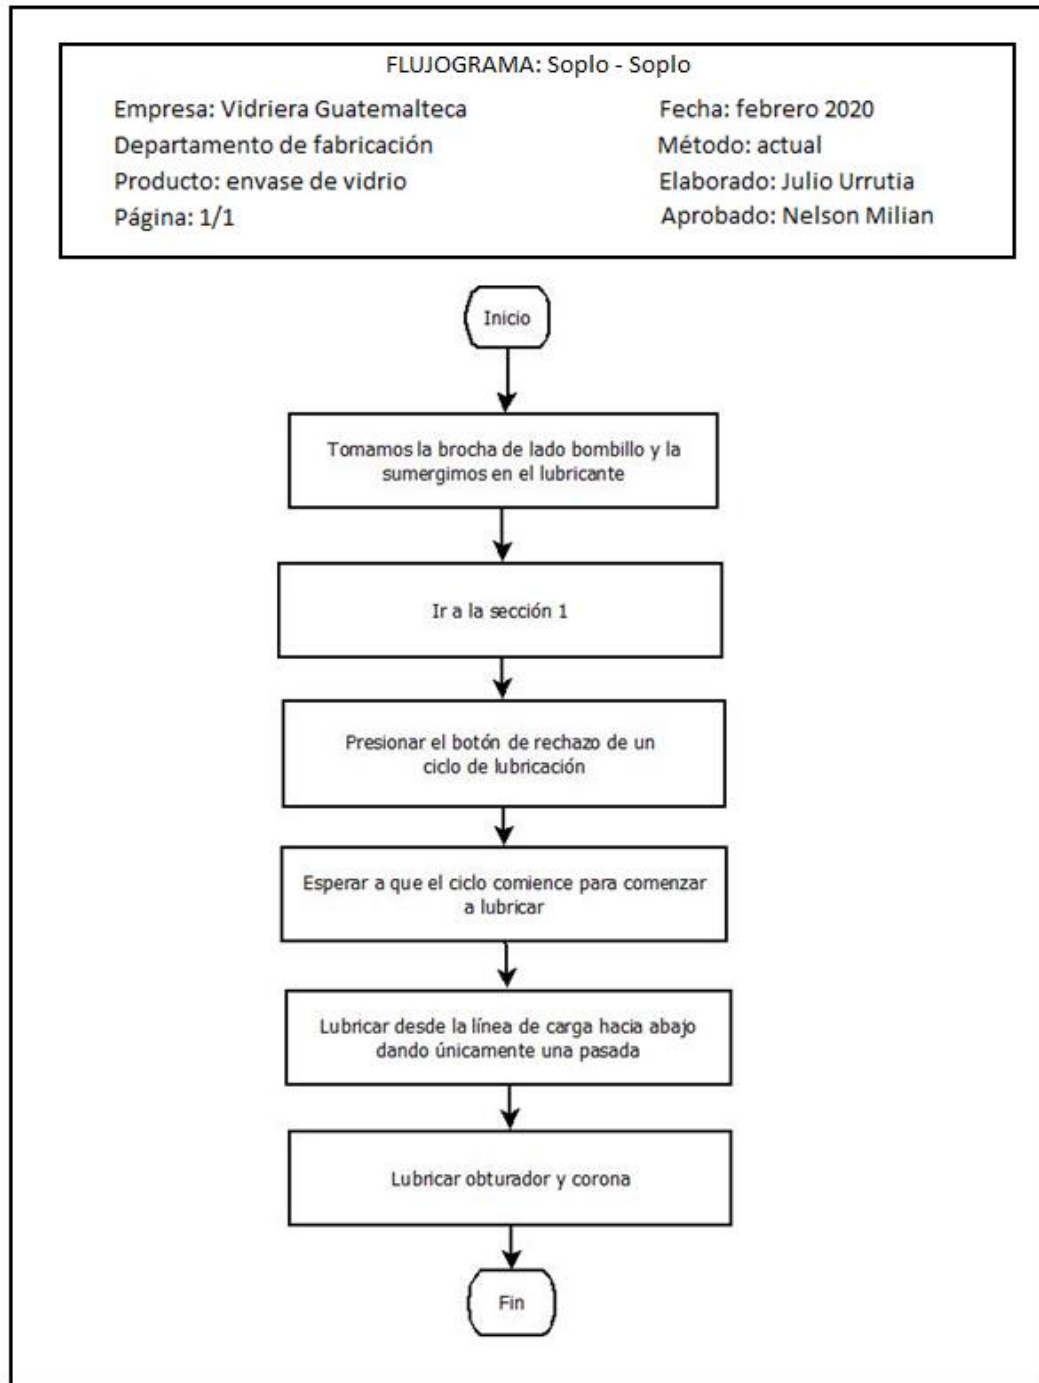 FLUJOGRAMA: Soplo - Soplo
Empresa: Vidriera Guatemalteca
Fecha: febrero 2020
Departamento de fabricación
Método: actual
Producto: envase de vidrio
Elaborado: Julio Urrutia
Página: 1/1
Aprobado: Nelson Milian
Inicio
Tomamos la brocha de lado bombillo y la
sumergimos en el lubricante
Ir a la sección 1
Presionar el botón de rechazo de un
ciclo de lubricación
Esperar a que el ciclo comience para comenzar
a lubricar
Lubricar desde la línea de carga hacia abajo
dando únicamente una pasada
Lubricar obturador y corona
Fin